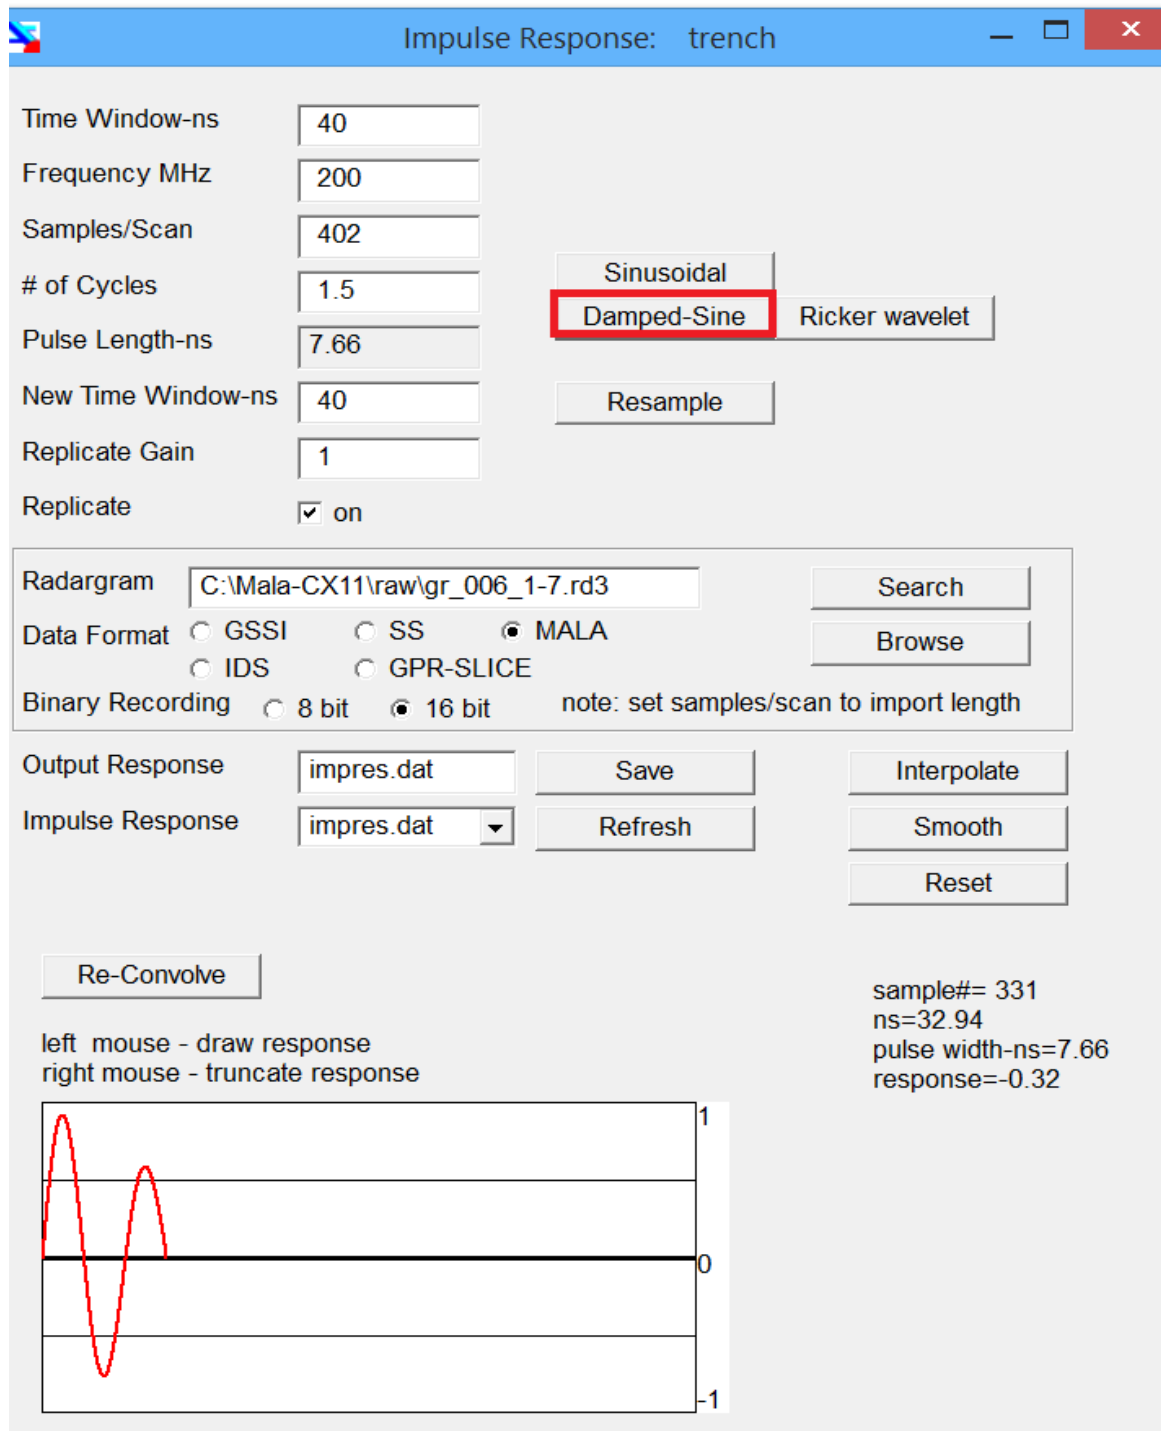 Impulse Response: trench
Time Window-ns 40
Frequency MHz 200
Samples/Scan 402
# of Cycles 1.5
Sinusoidal
Damped-Sine Ricker wavelet
Pulse Length-ns 7.66
New Time Window-ns 40 Resample
Replicate Gain 1
Replicate on
Radargram C:\Mala-CX11\raw\gr_006_1-7.rd3 Search
Data Format GSSI SS MALA Browse
IDS GPR-SLICE
Binary Recording 8 bit 16 bit note: set samples/scan to import length
Output Response impres.dat Save Interpolate
Impulse Response impres.dat Refresh Smooth
Reset
Re-Convolve
sample#= 331
ns=32.94
pulse width-ns=7.66
response=-0.32
left mouse - draw response
right mouse - truncate response
1
0
-1